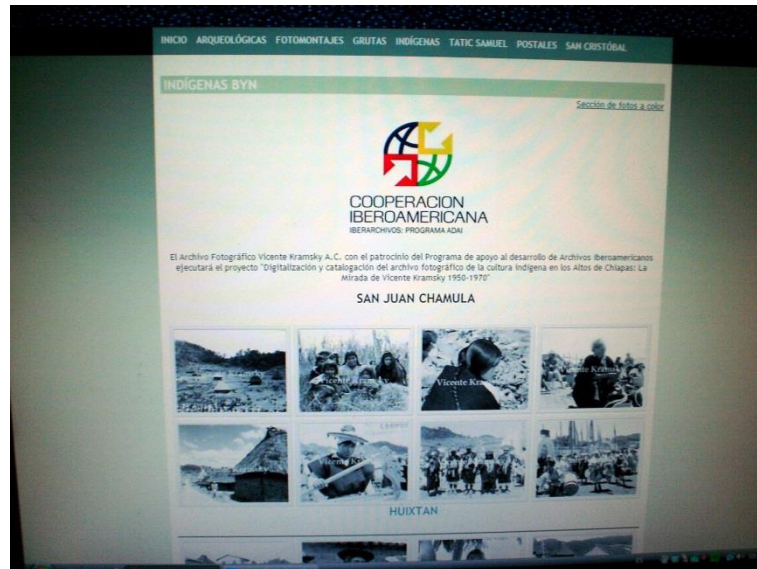 INICIO ARQUEOLÓGICAS FOTOMONTAJES GRUTAS INDÍGENAS TATIC SAMUEL POSTALES SAN CRISTÓBAL
INDÍGENAS BYN
Sección de fotos a color
COOPERACION
IBEROAMERICANA
IBERARCHIVOS: PROGRAMA ADAI
El Archivo Fotográfico Vicente Kramsky A.C. con el patrocinio del Programa de apoyo al desarrollo de Archivos Iberoamericanos
ejecutará el proyecto "Digitalización y catalogación del archivo fotográfico de la cultura indígena en los Altos de Chiapas: La
Mirada de Vicente Kramsky 1950-1970"
SAN JUAN CHAMULA
Vicente Kramsky
Vicente Kra
Vicente Kramsk
HUIXTAN